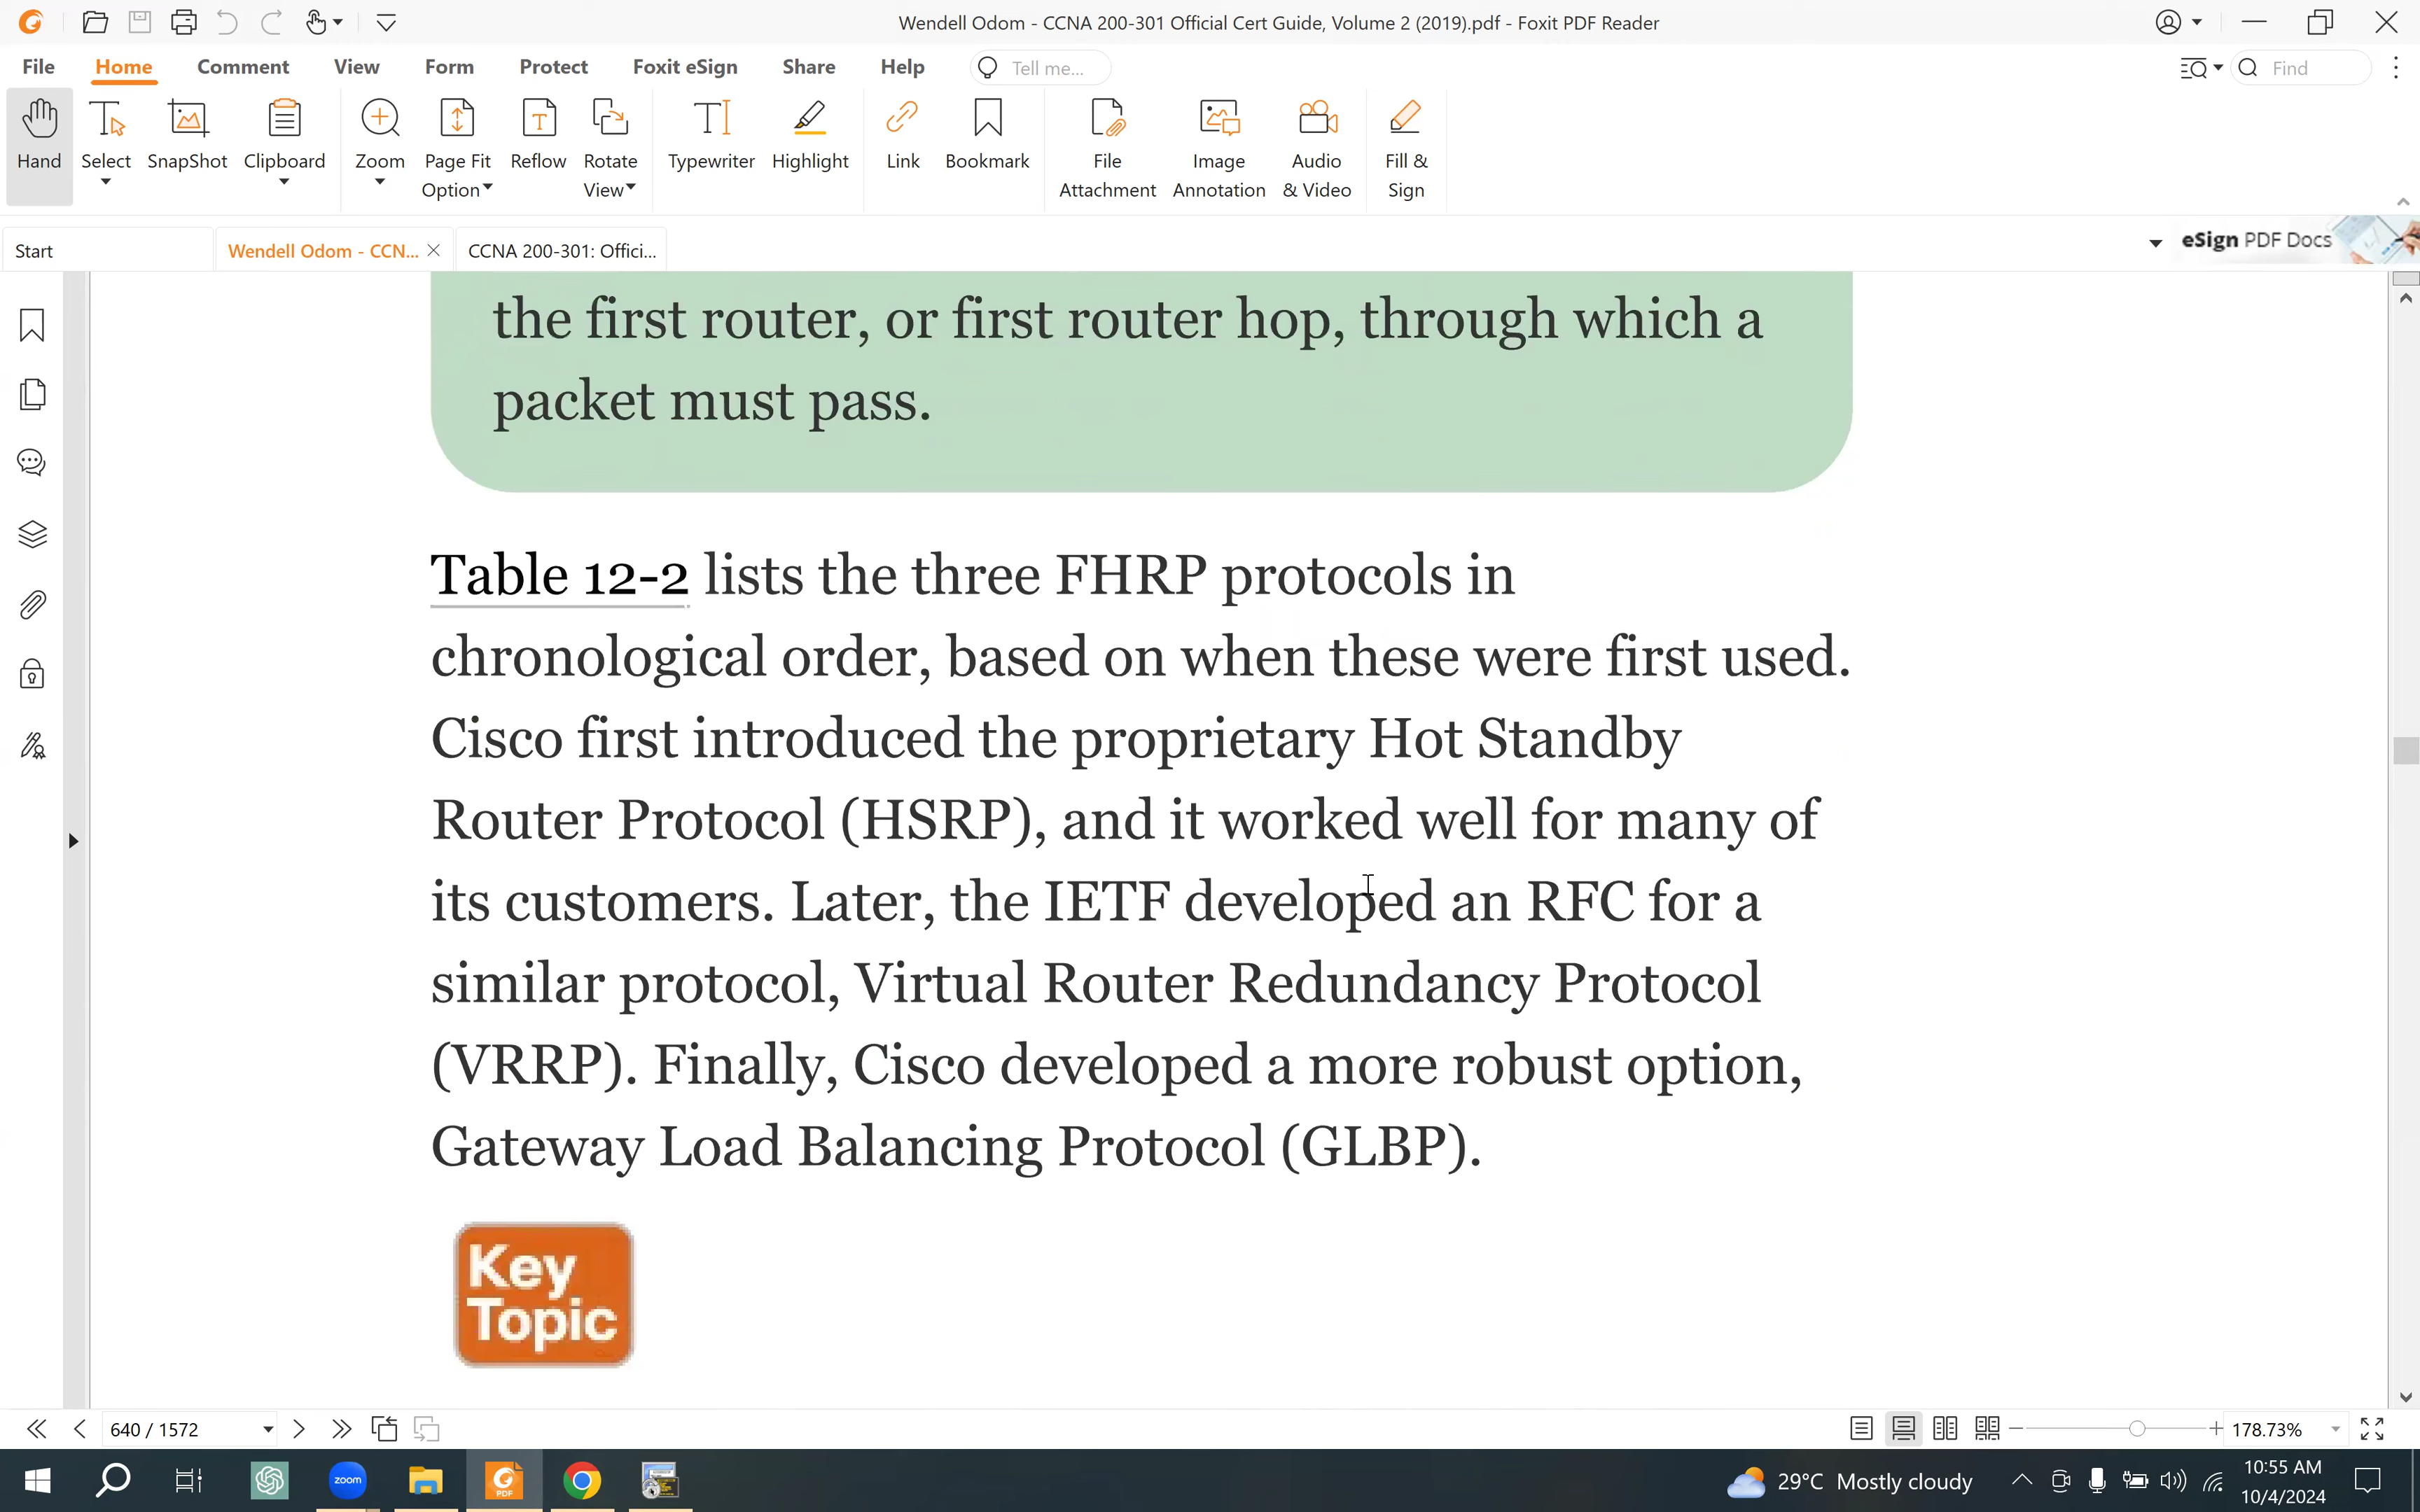 Wendell Odom - CCNA 200-301 Official Cert Guide, Volume 2 (2019).pdf - Foxit PDF Reader
File Home Comment View Form Protect Foxit eSign Share Help Tell me... Find
Hand Select SnapShot Clipboard Zoom Page Fit Option Reflow Rotate View Typewriter Highlight Link Bookmark File Attachment Image Annotation Audio & Video Fill & Sign
Start Wendell Odom - CCN... CCNA 200-301: Offici... eSign PDF Docs
the first router, or first router hop, through which a
packet must pass.
Table 12-2 lists the three FHRP protocols in
chronological order, based on when these were first used.
Cisco first introduced the proprietary Hot Standby
Router Protocol (HSRP), and it worked well for many of
its customers. Later, the IETF developed an RFC for a
similar protocol, Virtual Router Redundancy Protocol
(VRRP). Finally, Cisco developed a more robust option,
Gateway Load Balancing Protocol (GLBP).
Key
Topic
640 / 1572 178.73%
zoom PDF 29°C Mostly cloudy 10:55 AM
10/4/2024